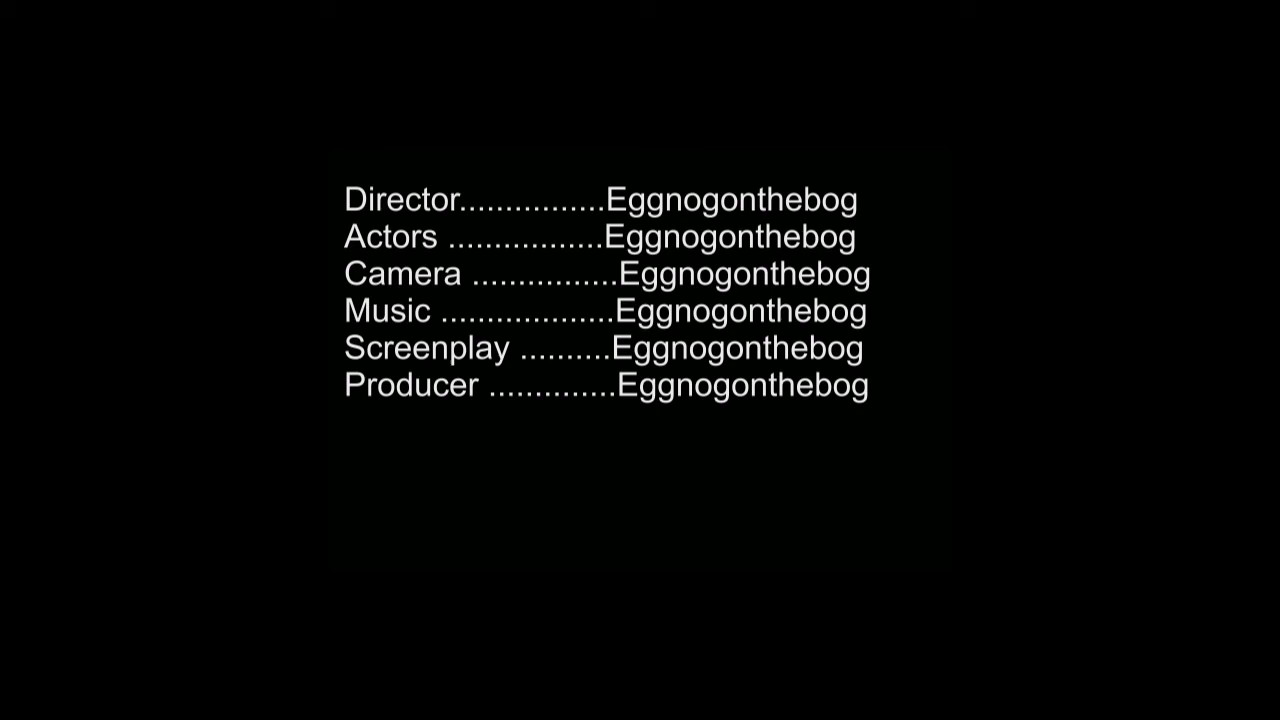 Director................Eggnogonthebog
Actors .................Eggnogonthebog
Camera ................Eggnogonthebog
Music ...................Eggnogonthebog
Screenplay ..........Eggnogonthebog
Producer ..............Eggnogonthebog